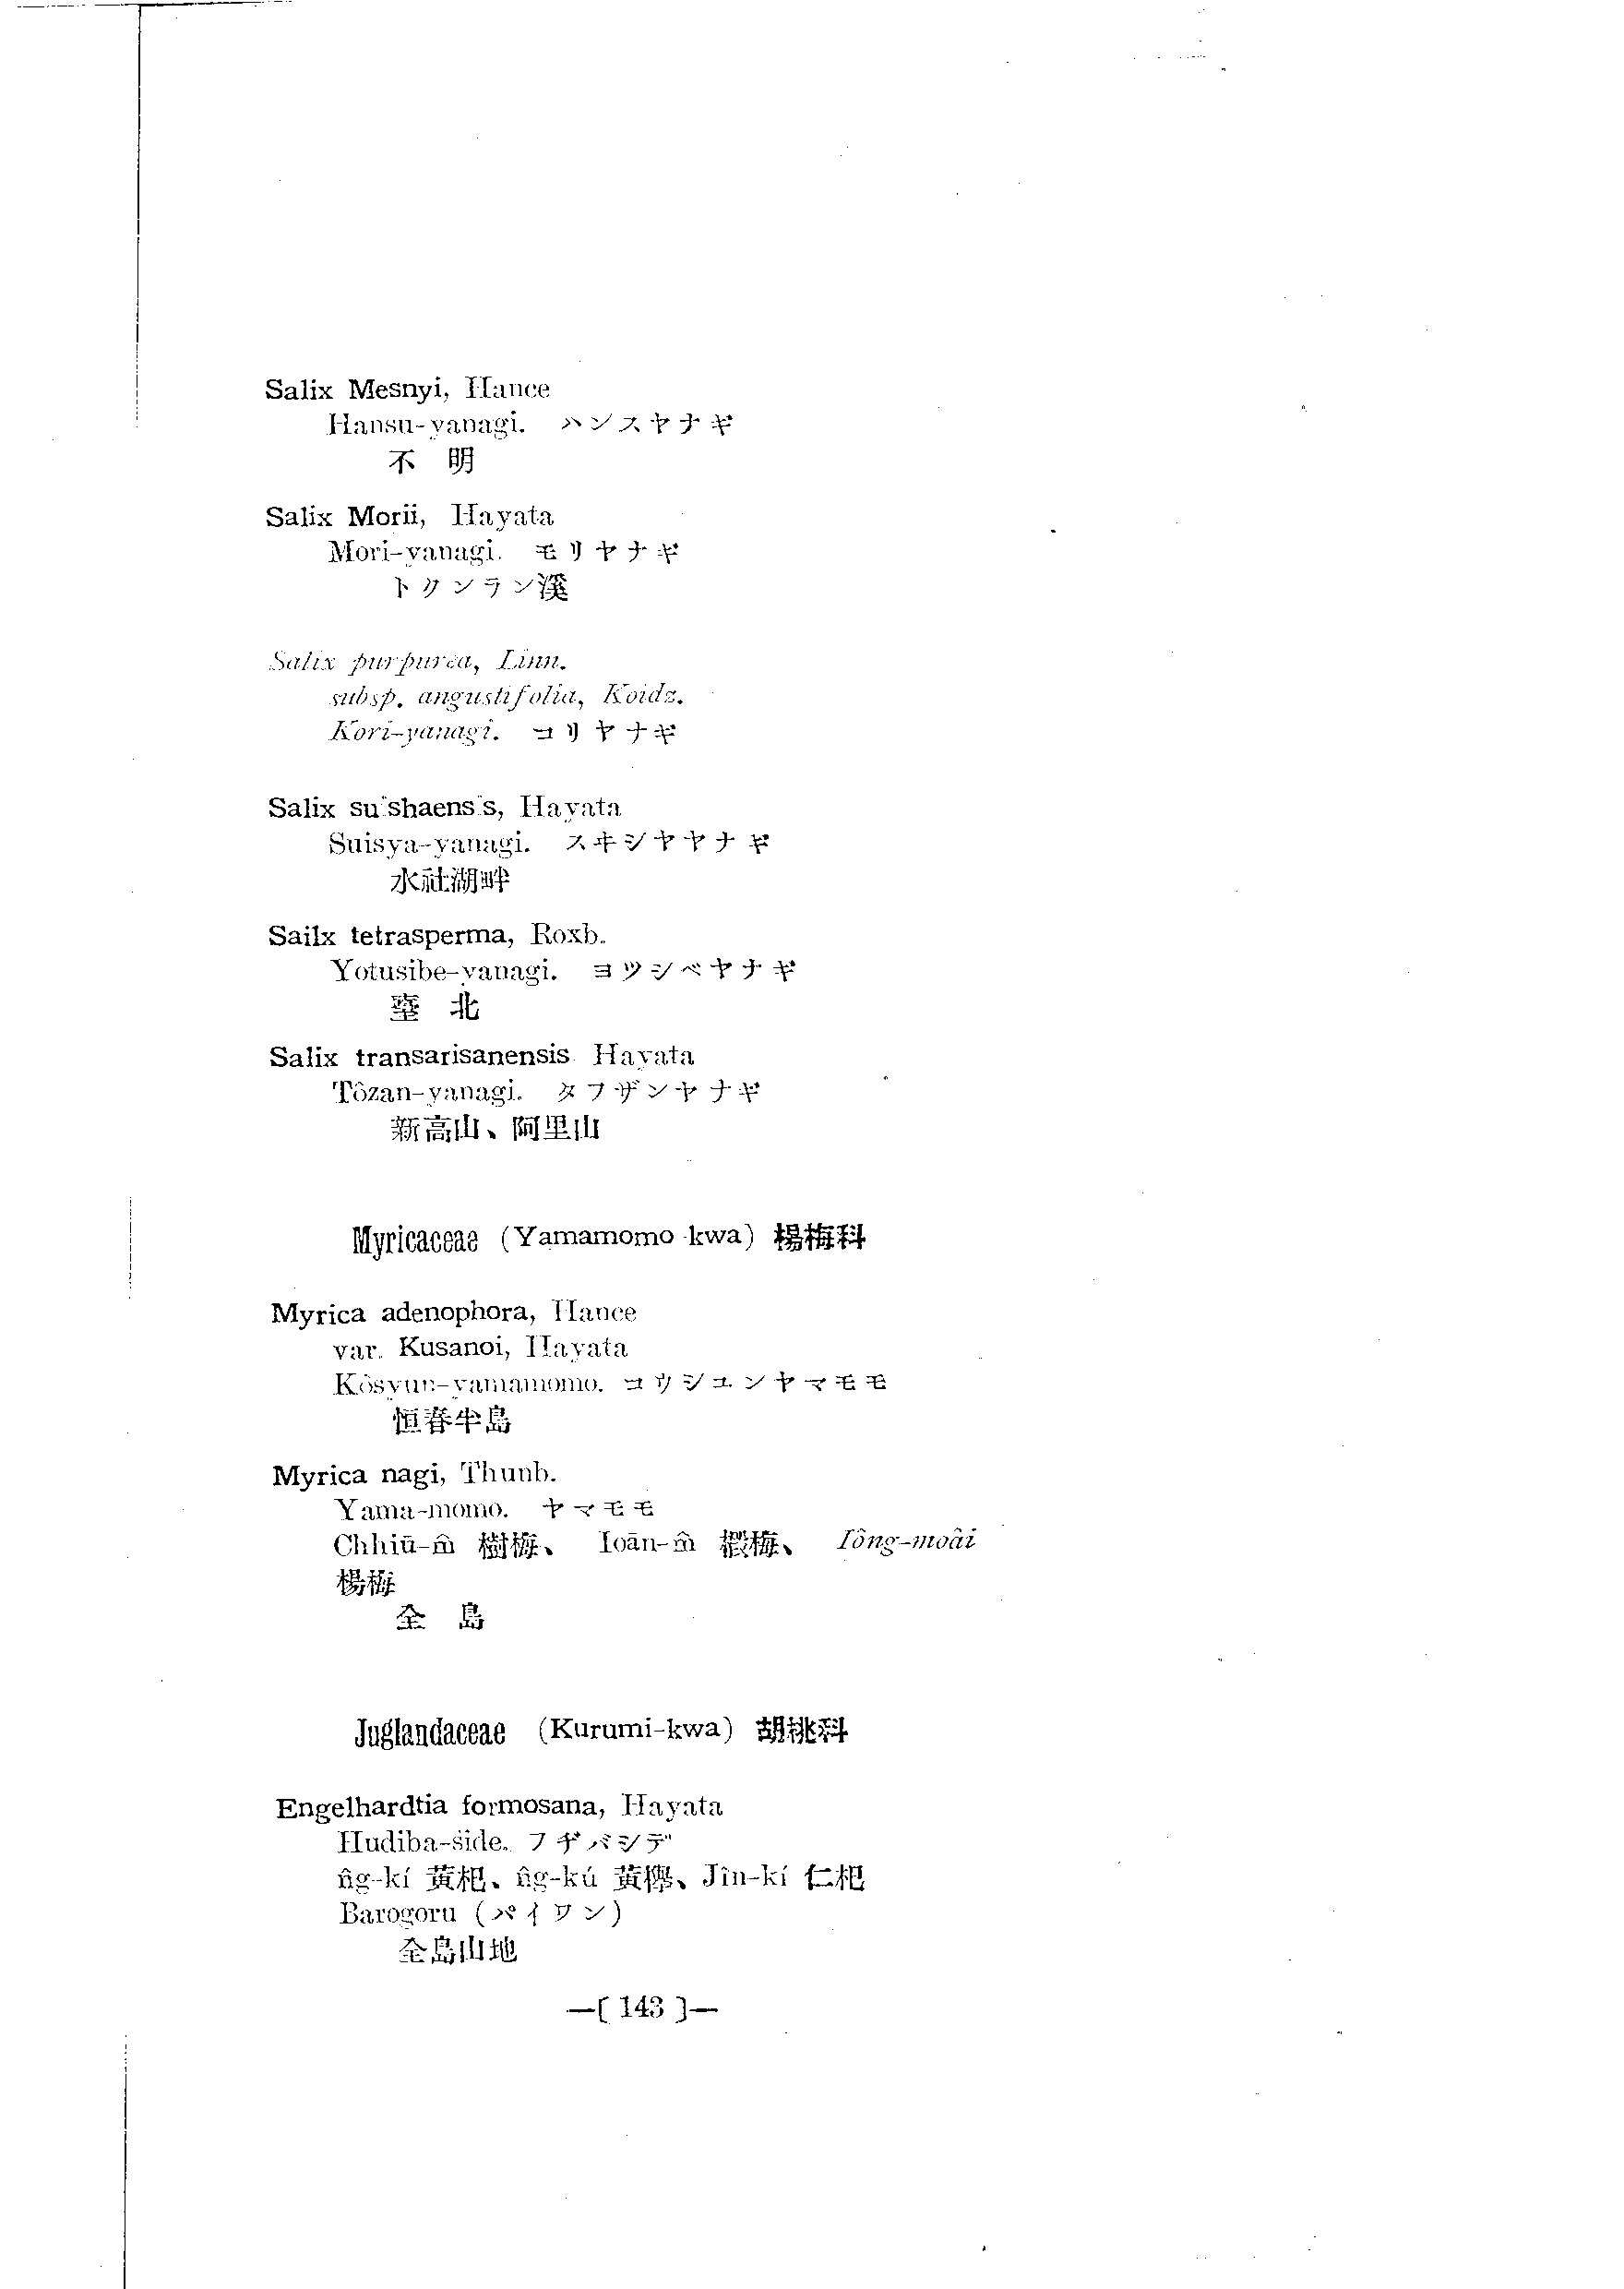 Salix Mesnyi, Hance
Hansu-yanagi. ハンスヤナギ
不 明
Salix Morii, Hayata
Mori-yanagi. モリヤナギ
トクンラン溪
Salix purpurea, Linn.
subsp. angustifolia, Koidz.
Kori-yanagi. コリヤナギ
Salix suishaensis, Hayata
Suisya-yanagi. スヰシヤヤナギ
水社湖畔
Sailx tetrasperma, Roxb.
Yotusibe-yanagi. ヨツシベヤナギ
臺 北
Salix transarisanensis Hayata
Tôzan-yanagi. タフザンヤナギ
新高山、阿里山
Myricaceae (Yamamomo-kwa) 楊梅科
Myrica adenophora, Hance
var. Kusanoi, Hayata
Kôsyun-yamamomo. コウシユンヤマモモ
恒春半島
Myrica nagi, Thunb.
Yama-momo. ヤマモモ
Chhiū-m̂ 樹梅、 Ioān-m̂ 梅、 Iông-moâi
楊梅
全 島
Juglandaceae (Kurumi-kwa) 胡桃科
Engelhardtia formosana, Hayata
Hudiba-side. フヂバシデ
n̂g-kí 黃杞、n̂g-kú 黃櫸、Jîn-kí 仁杞
Barogoru (パイワン)
全島山地
—[ 143 ]—